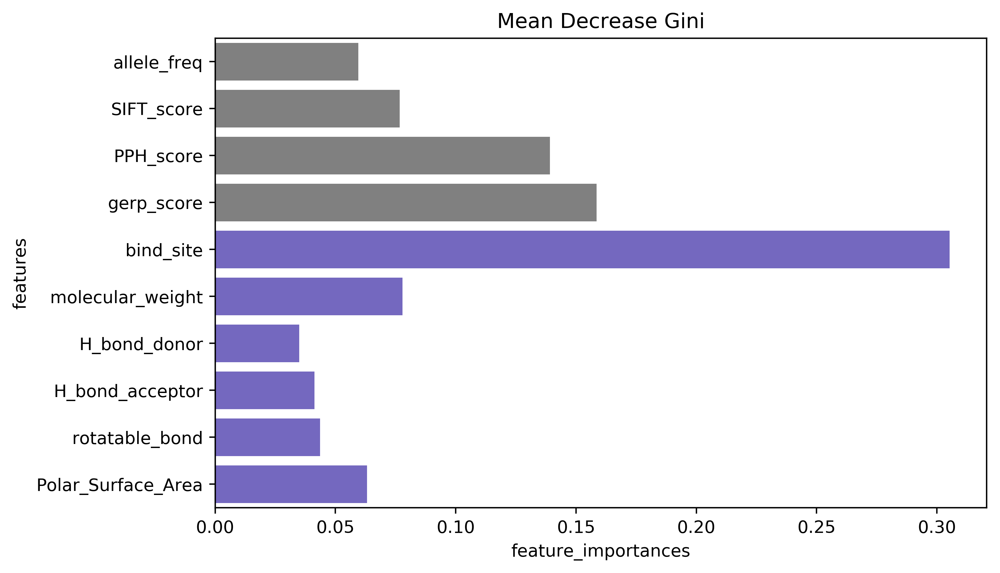 Mean Decrease Gini
allele_freq
SIFT_score
PPH_score
gerp_score
bind_site
molecular_weight
H_bond_donor
H_bond_acceptor
rotatable_bond
Polar_Surface_Area
features
0.00 0.05 0.10 0.15 0.20 0.25 0.30
feature_importances